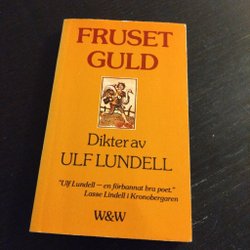 FRUSET
GULD
Dikter av
ULF LUNDELL
"Ulf Lundell – en förbannat bra poet."
Lasse Lindell i Kronobergaren
W&W